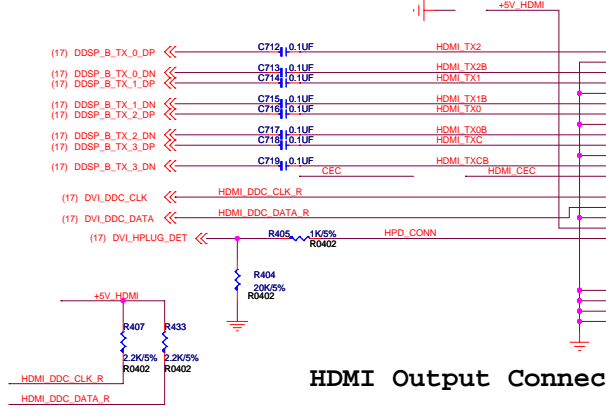 +5V_HDMI
(17) DDSP_B_TX_0_DP C712 0.1UF HDMI_TX2
(17) DDSP_B_TX_0_DN C713 0.1UF HDMI_TX2B
(17) DDSP_B_TX_1_DP C714 0.1UF HDMI_TX1
(17) DDSP_B_TX_1_DN C715 0.1UF HDMI_TX1B
(17) DDSP_B_TX_2_DP C716 0.1UF HDMI_TX0
(17) DDSP_B_TX_2_DN C717 0.1UF HDMI_TX0B
(17) DDSP_B_TX_3_DP C718 0.1UF HDMI_TXC
(17) DDSP_B_TX_3_DN C719 0.1UF HDMI_TXCB
CEC HDMI_CEC
(17) DVI_DDC_CLK HDMI_DDC_CLK_R
(17) DVI_DDC_DATA HDMI_DDC_DATA_R
(17) DVI_HPLUG_DET R405 1K/5% HPD_CONN
R0402
R404
20K/5%
R0402
+5V_HDMI
R407 R433
2.2K/5% 2.2K/5%
R0402 R0402
HDMI_DDC_CLK_R
HDMI_DDC_DATA_R
HDMI Output Connec